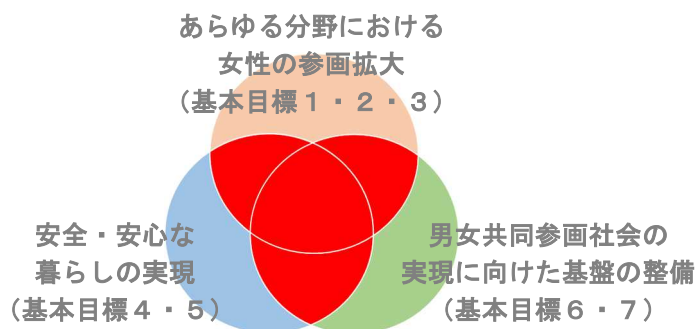 あらゆる分野における
女性の参画拡大
（基本目標１・２・３）
安全・安心な
暮らしの実現
（基本目標４・５）
男女共同参画社会の
実現に向けた基盤の整備
（基本目標６・７）